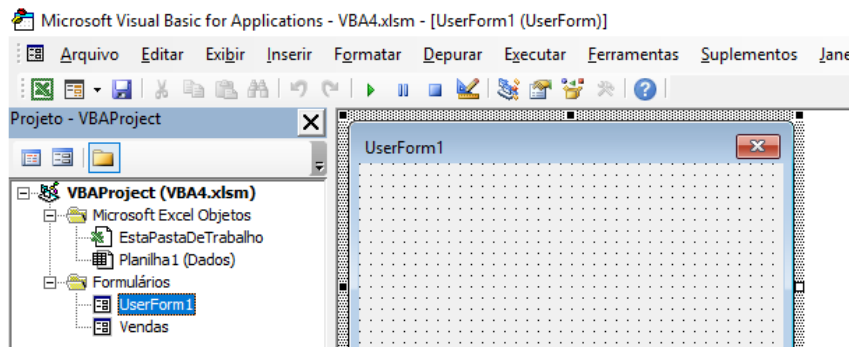 Microsoft Visual Basic for Applications - VBA4.xlsm - [UserForm1 (UserForm)]
Arquivo Editar Exibir Inserir Formatar Depurar Executar Ferramentas Suplementos Jane
Projeto - VBAProject
UserForm1
VBAProject (VBA4.xlsm)
Microsoft Excel Objetos
EstaPastaDeTrabalho
Planilha1 (Dados)
Formulários
UserForm1
Vendas